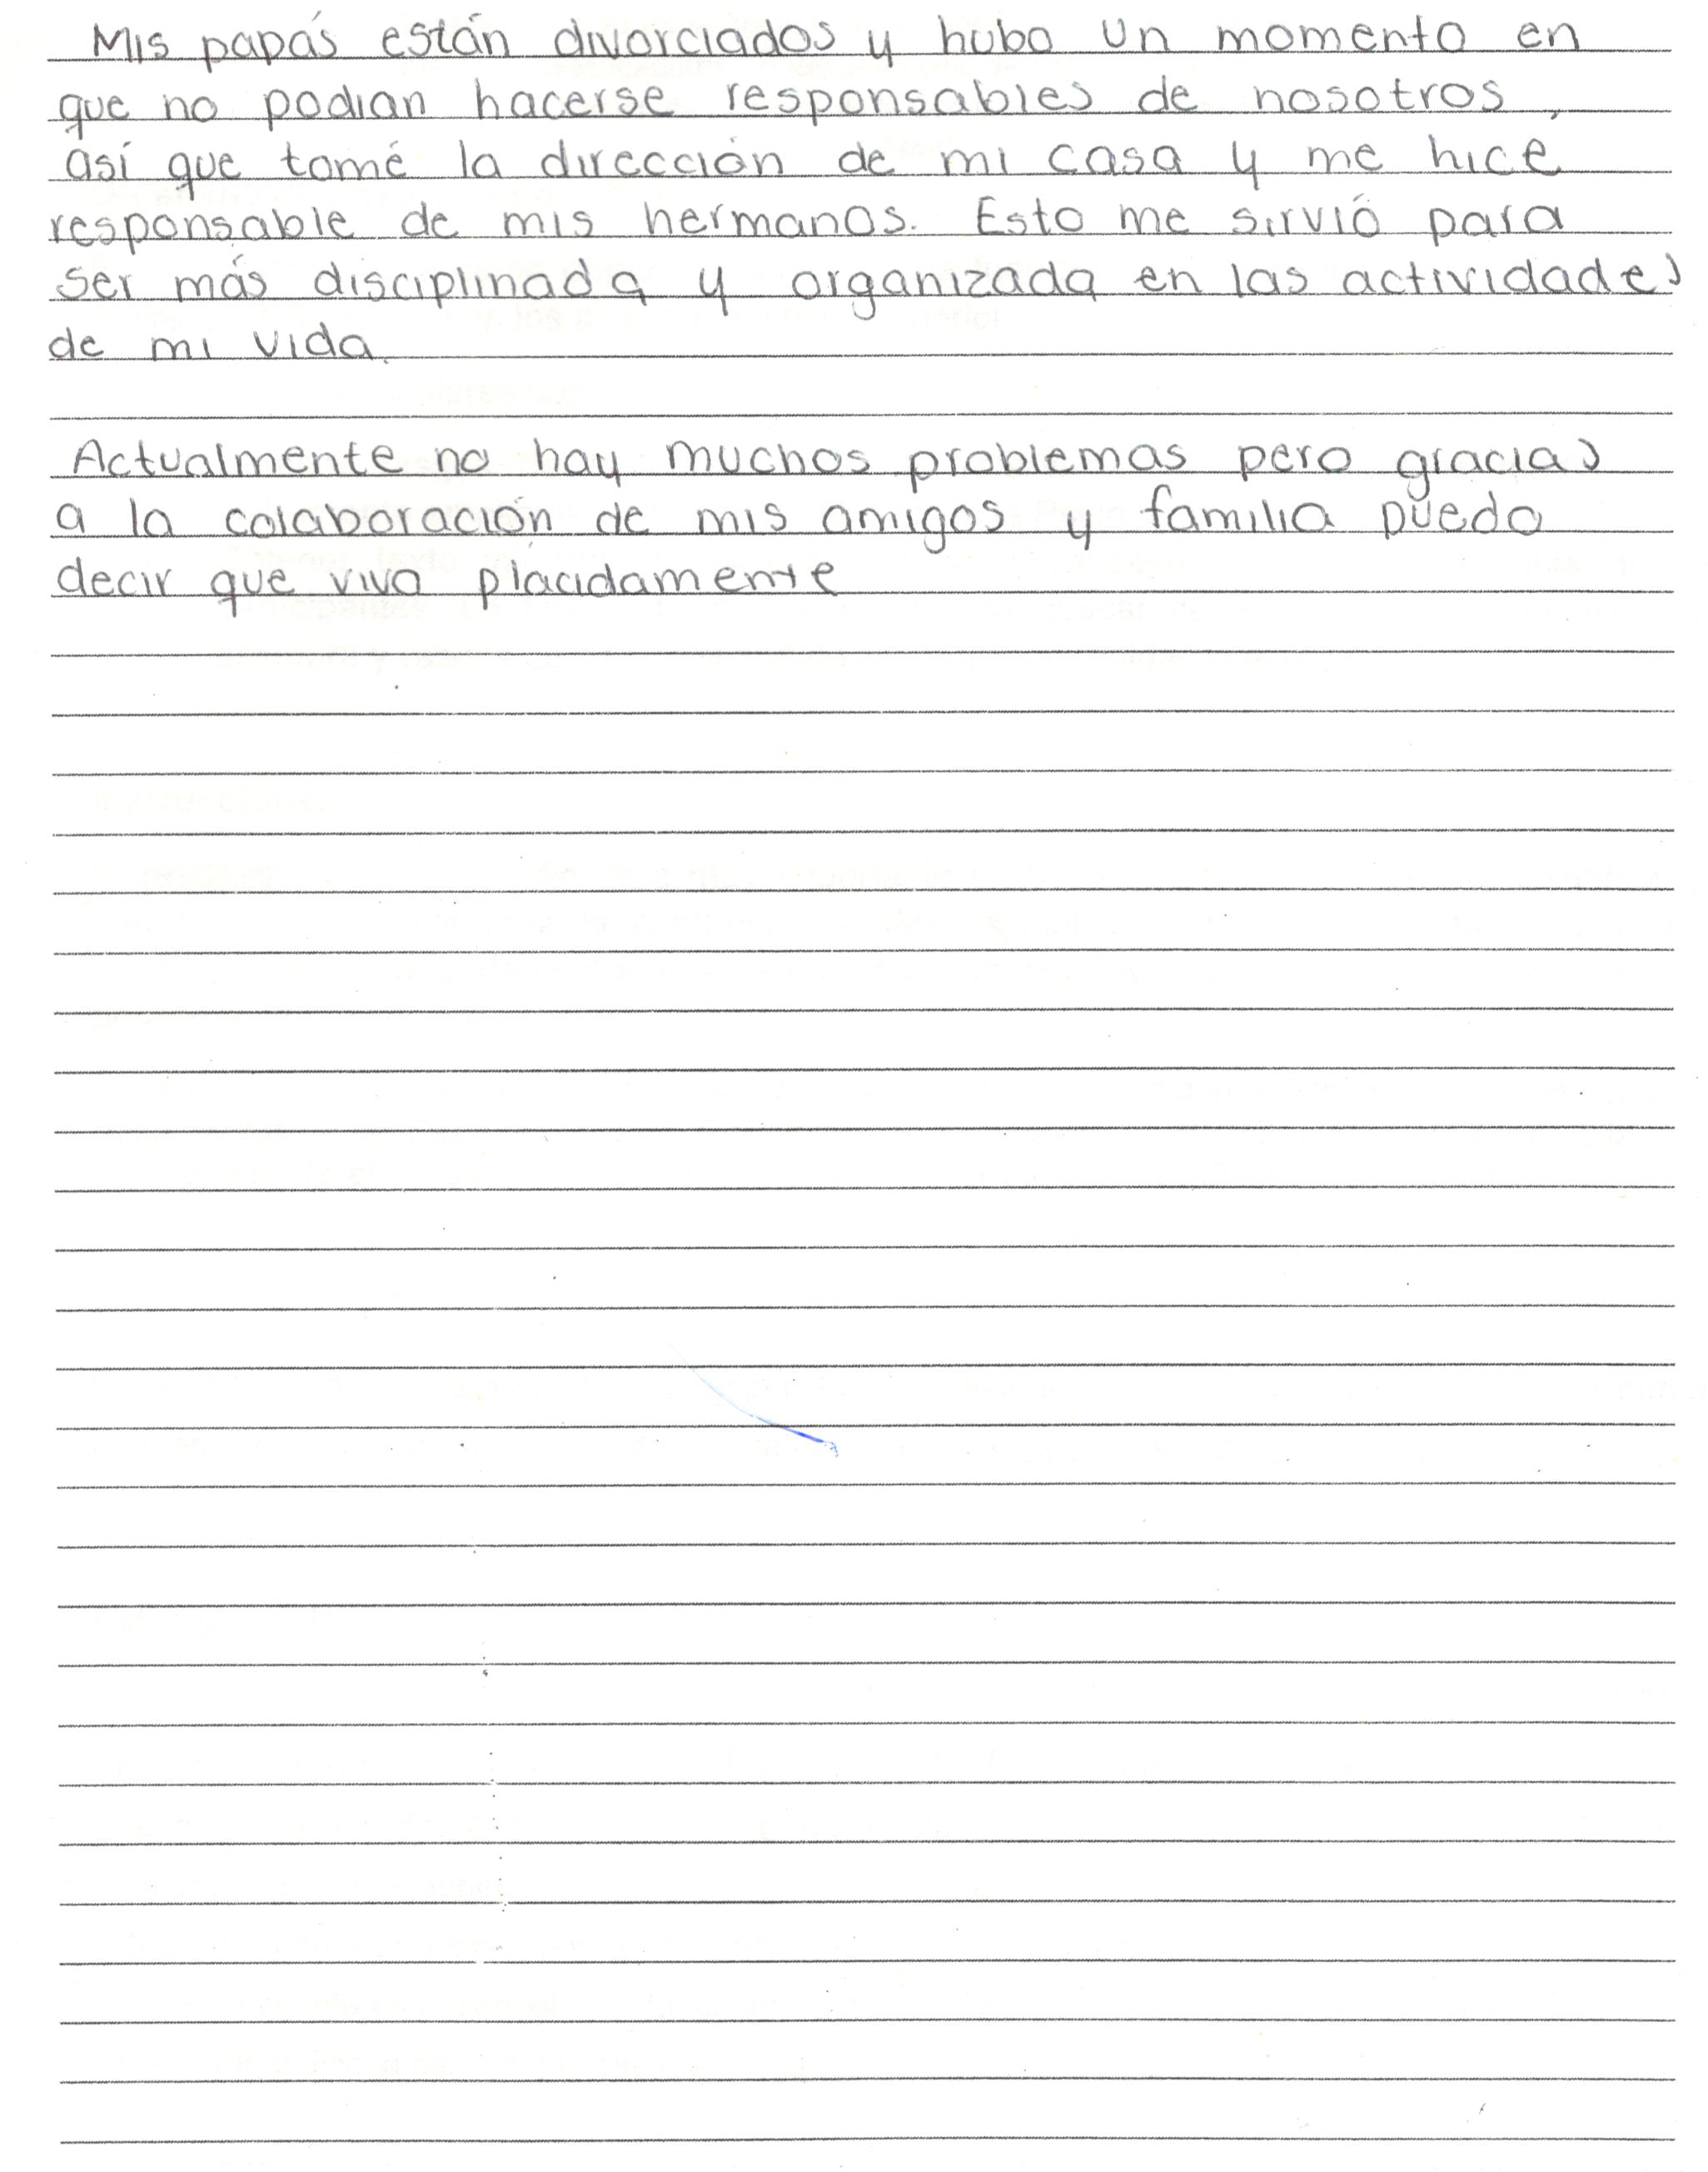 Mis papás están divorciados y hubo un momento en
que no podian hacerse responsables de nosotros,
así que tomé la dirección de mi casa y me hice
responsable de mis hermanos. Esto me sirvió para
ser más disciplinada y organizada en las actividades
de mi vida.
Actualmente no hay muchos problemas pero gracias
a la colaboración de mis amigos y familia puedo
decir que vivo plácidamente